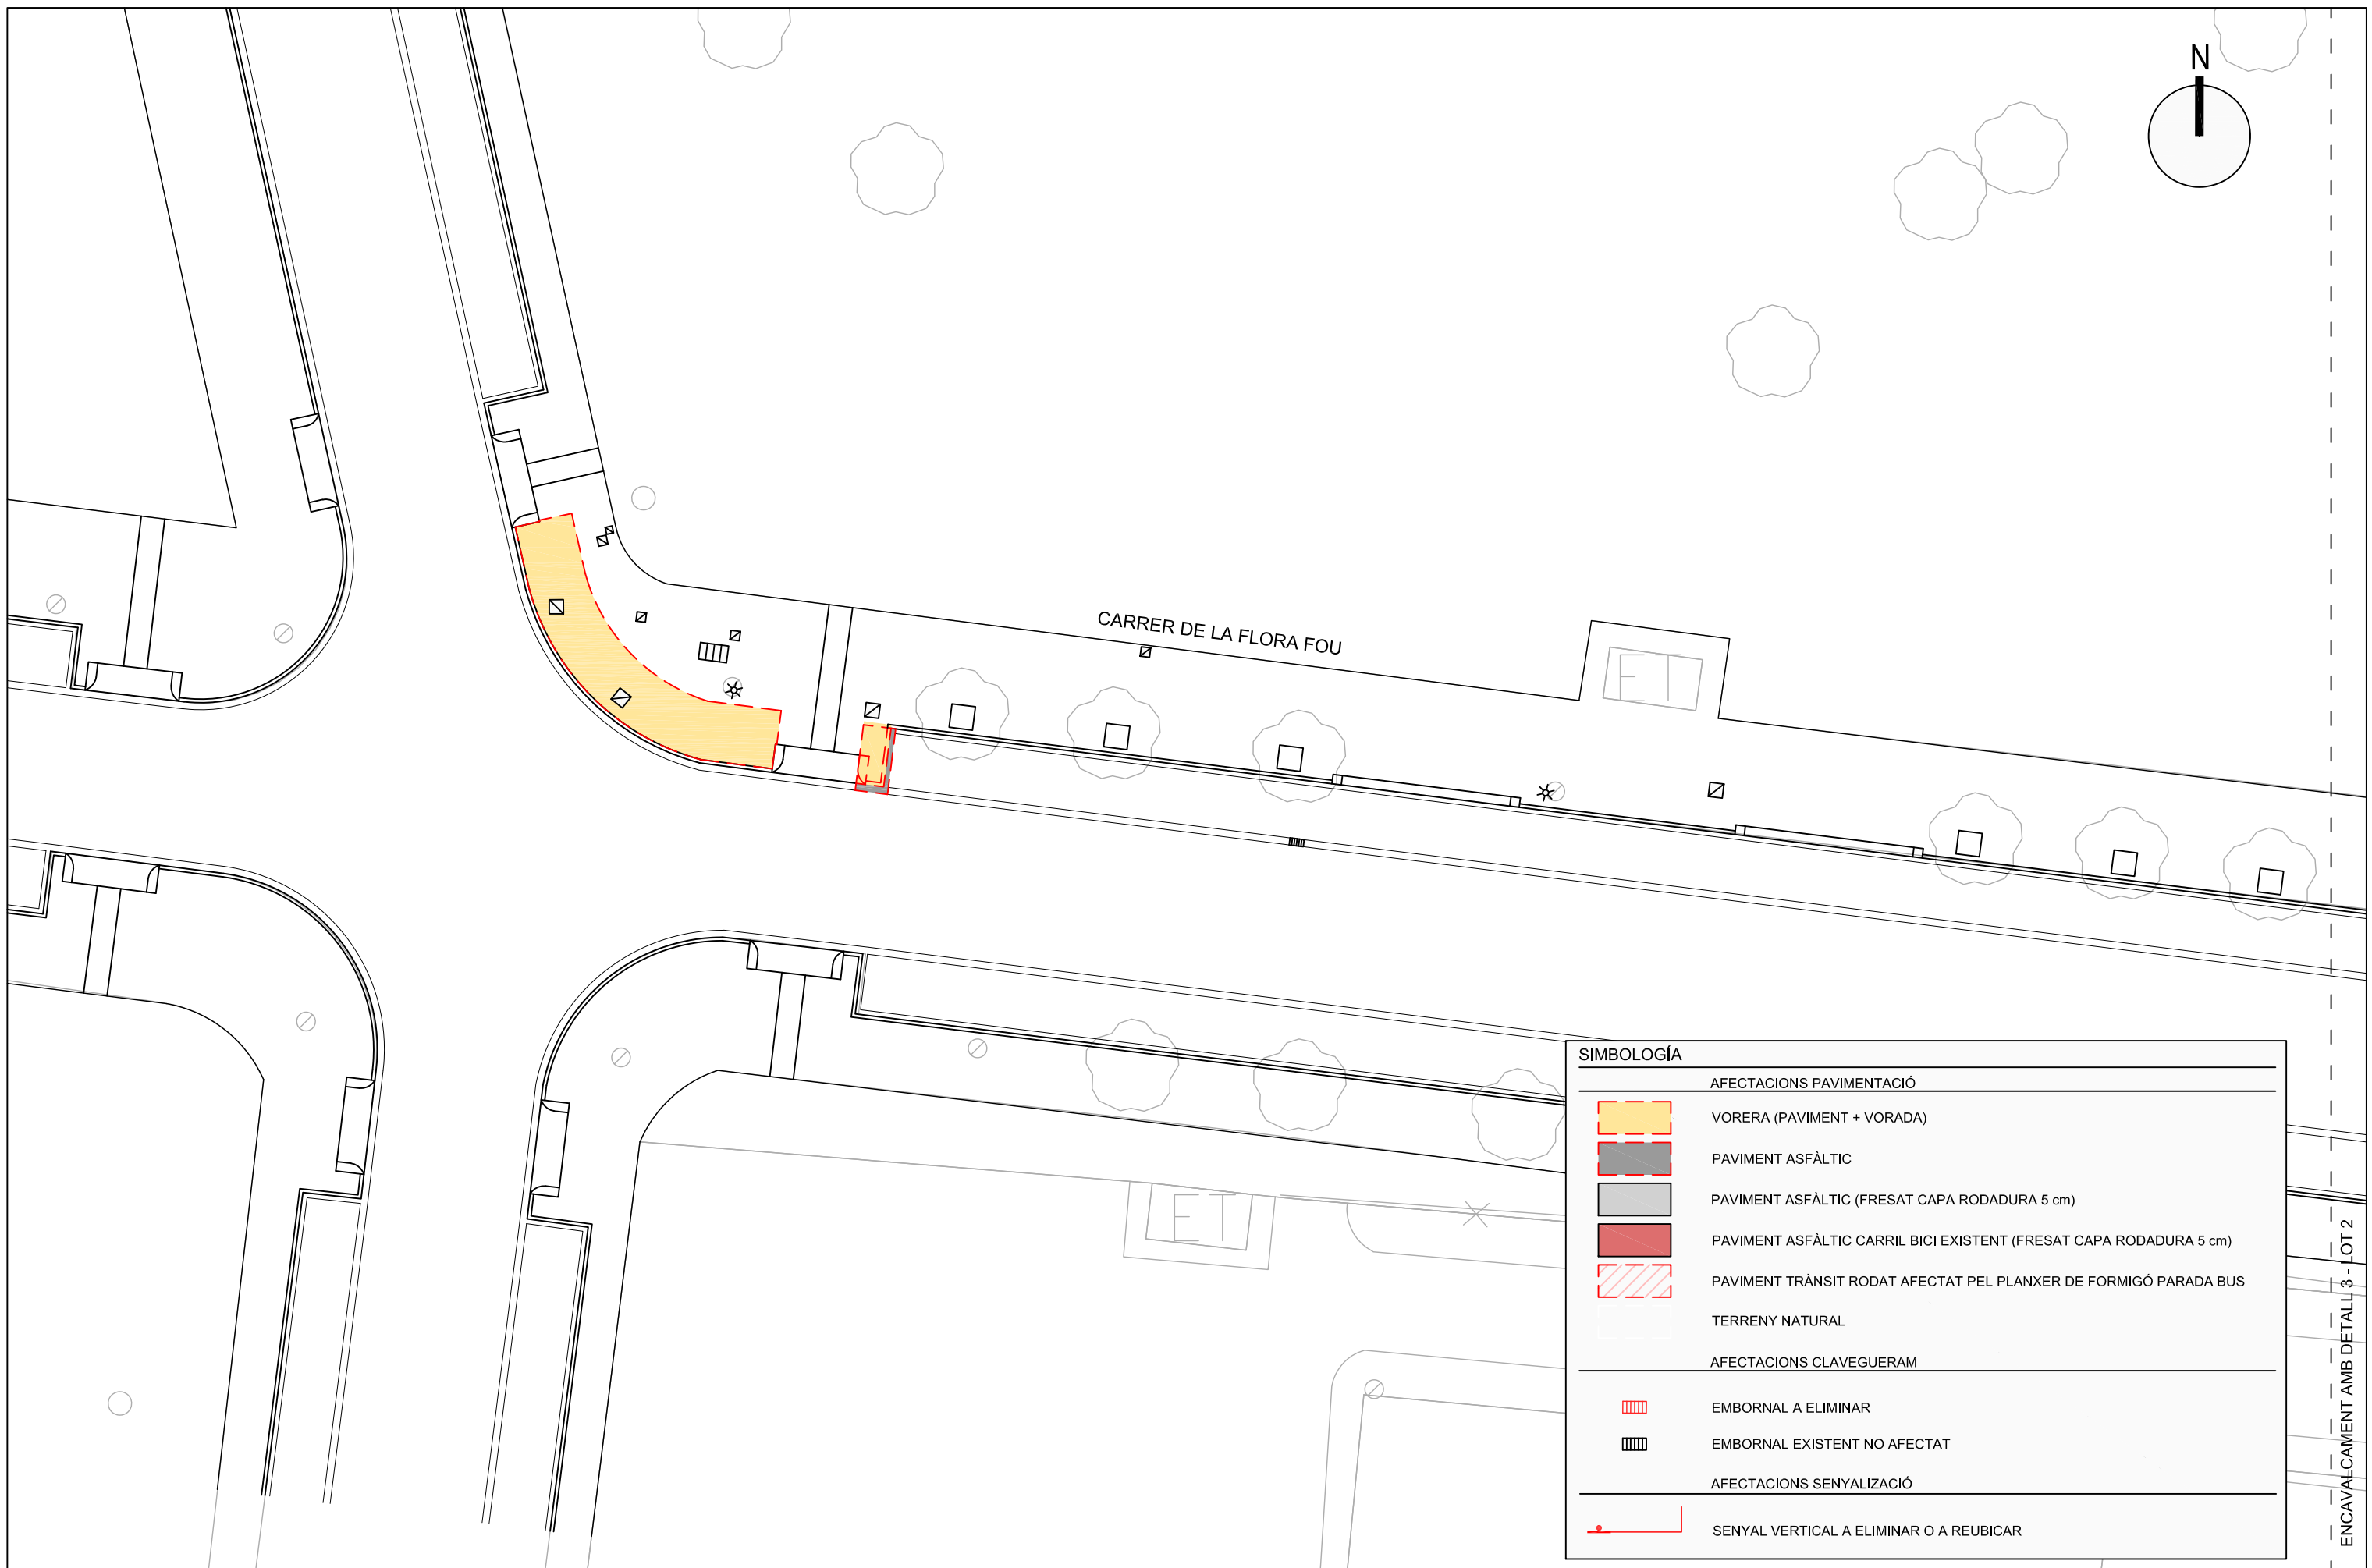 N
CARRER DE LA FLORA FOU
ET
ET
SIMBOLOGÍA
AFECTACIONS PAVIMENTACIÓ
VORERA (PAVIMENT + VORADA)
PAVIMENT ASFÀLTIC
PAVIMENT ASFÀLTIC (FRESAT CAPA RODADURA 5 cm)
PAVIMENT ASFÀLTIC CARRIL BICI EXISTENT (FRESAT CAPA RODADURA 5 cm)
PAVIMENT TRÀNSIT RODAT AFECTAT PEL PLANXER DE FORMIGÓ PARADA BUS
TERRENY NATURAL
AFECTACIONS CLAVEGUERAM
EMBORNAL A ELIMINAR
EMBORNAL EXISTENT NO AFECTAT
AFECTACIONS SENYALIZACIÓ
SENYAL VERTICAL A ELIMINAR O A REUBICAR
ENCAVALCAMENT AMB DETALL 3 - LOT 2